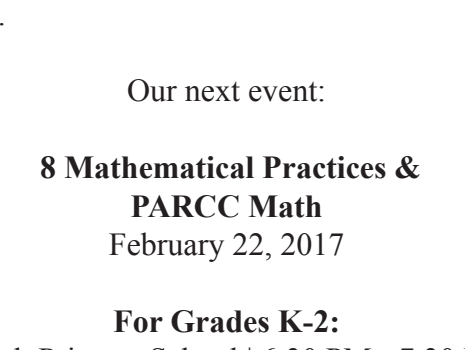 .
Our next event:
8 Mathematical Practices &
PARCC Math
February 22, 2017
For Grades K-2: